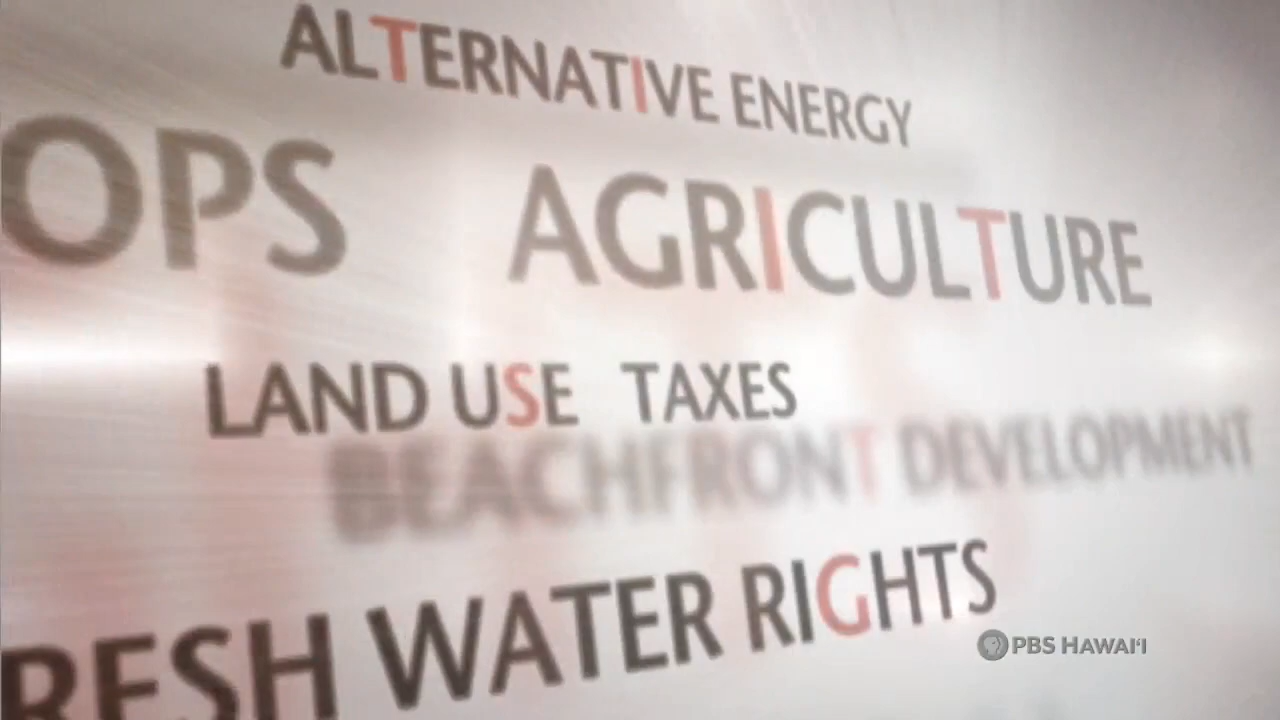 ALTERNATIVE ENERGY
OPS AGRICULTURE
LAND USE TAXES
BEACHFRONT DEVELOPMENT
RESH WATER RIGHTS
PBS HAWAIʻI